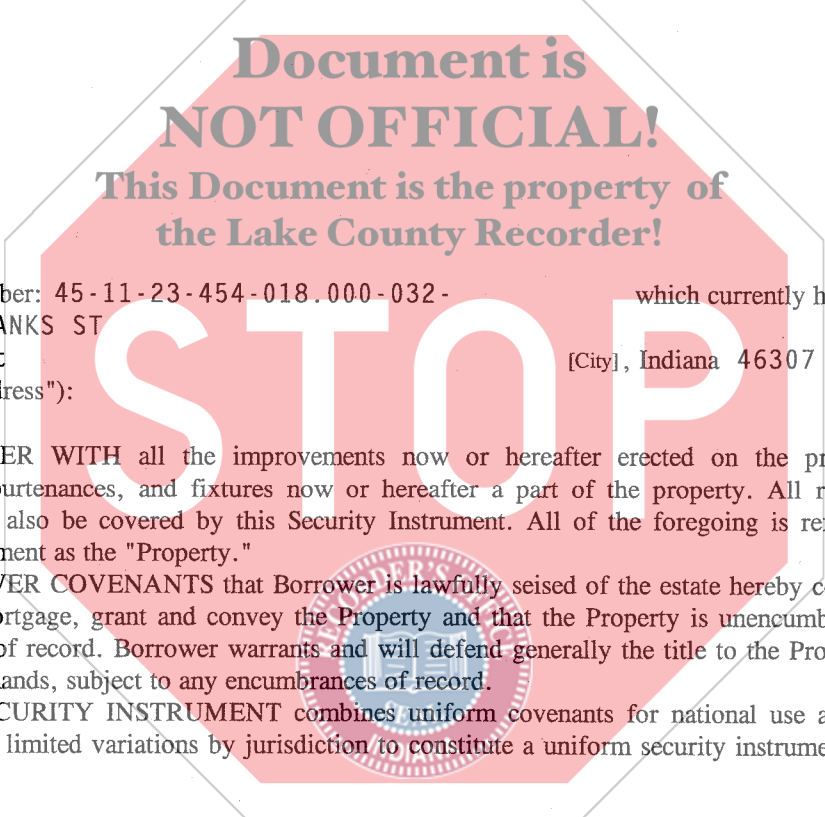 Document is
NOT OFFICIAL!
This Document is the property of
the Lake County Recorder!
ber: 45-11-23-454-018.000-032- which currently h
ANKS ST
[City], Indiana 46307
ress"):
STOP
ER WITH all the improvements now or hereafter erected on the pr
urtenances, and fixtures now or hereafter a part of the property. All r
also be covered by this Security Instrument. All of the foregoing is re
ment as the "Property."
VER COVENANTS that Borrower is lawfully seised of the estate hereby c
ortgage, grant and convey the Property and that the Property is unencumb
of record. Borrower warrants and will defend generally the title to the Pro
ands, subject to any encumbrances of record.
CURITY INSTRUMENT combines uniform covenants for national use a
limited variations by jurisdiction to constitute a uniform security instrume
RECORDER'S OFFICE
SEAL
INDIANA